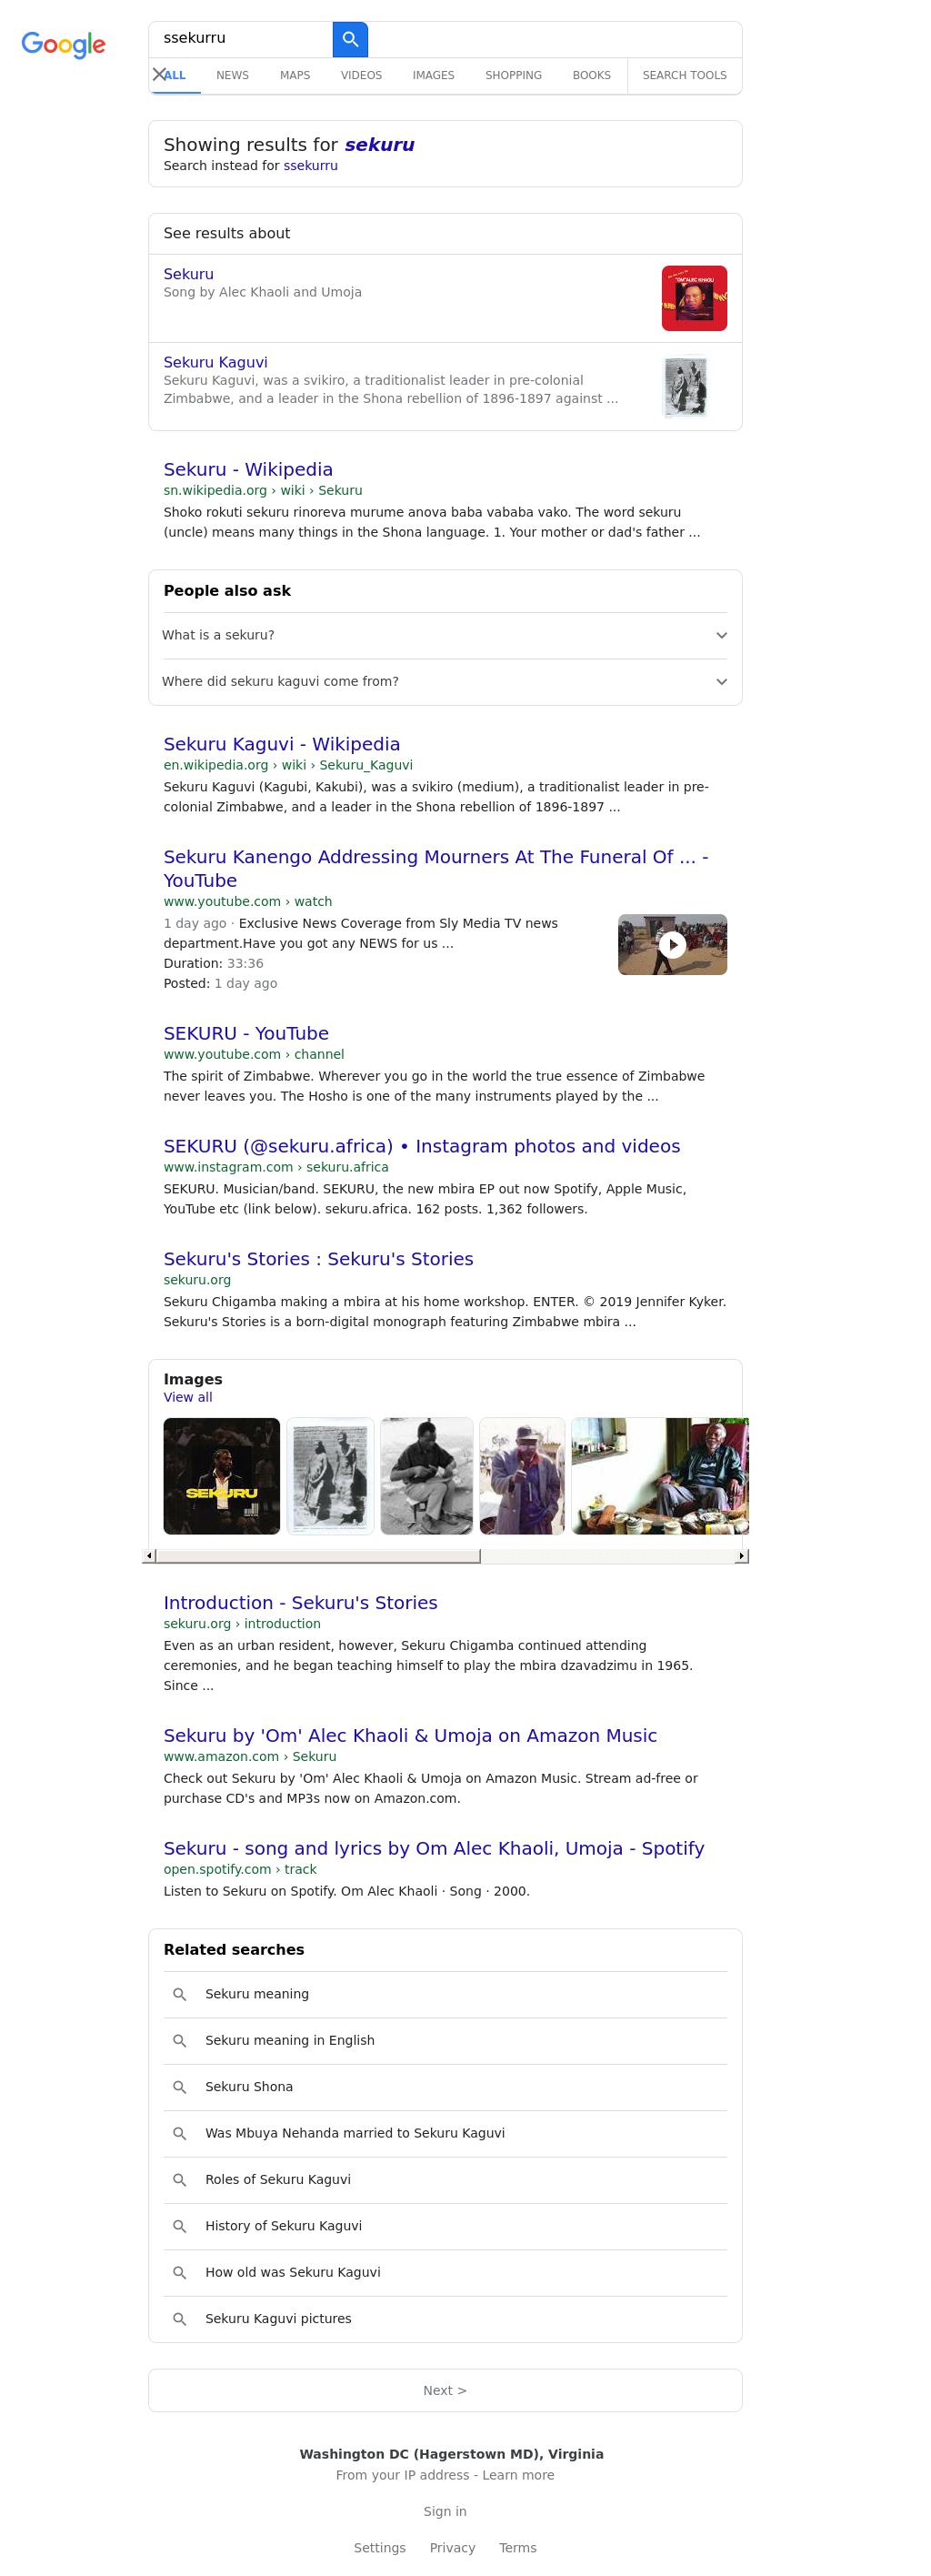 Google
ssekurru
ALL NEWS MAPS VIDEOS IMAGES SHOPPING BOOKS SEARCH TOOLS
Showing results for sekuru
Search instead for ssekurru
See results about
Sekuru
Song by Alec Khaoli and Umoja
Sekuru Kaguvi
Sekuru Kaguvi, was a svikiro, a traditionalist leader in pre-colonial
Zimbabwe, and a leader in the Shona rebellion of 1896-1897 against ...
Sekuru - Wikipedia
sn.wikipedia.org › wiki › Sekuru
Shoko rokuti sekuru rinoreva murume anova baba vababa vako. The word sekuru
(uncle) means many things in the Shona language. 1. Your mother or dad's father ...
People also ask
What is a sekuru?
Where did sekuru kaguvi come from?
Sekuru Kaguvi - Wikipedia
en.wikipedia.org › wiki › Sekuru_Kaguvi
Sekuru Kaguvi (Kagubi, Kakubi), was a svikiro (medium), a traditionalist leader in pre-
colonial Zimbabwe, and a leader in the Shona rebellion of 1896-1897 ...
Sekuru Kanengo Addressing Mourners At The Funeral Of ... -
YouTube
www.youtube.com › watch
1 day ago · Exclusive News Coverage from Sly Media TV news
department.Have you got any NEWS for us ...
Duration: 33:36
Posted: 1 day ago
SEKURU - YouTube
www.youtube.com › channel
The spirit of Zimbabwe. Wherever you go in the world the true essence of Zimbabwe
never leaves you. The Hosho is one of the many instruments played by the ...
SEKURU (@sekuru.africa) • Instagram photos and videos
www.instagram.com › sekuru.africa
SEKURU. Musician/band. SEKURU, the new mbira EP out now Spotify, Apple Music,
YouTube etc (link below). sekuru.africa. 162 posts. 1,362 followers.
Sekuru's Stories : Sekuru's Stories
sekuru.org
Sekuru Chigamba making a mbira at his home workshop. ENTER. © 2019 Jennifer Kyker.
Sekuru's Stories is a born-digital monograph featuring Zimbabwe mbira ...
Images
View all
SEKURU
Introduction - Sekuru's Stories
sekuru.org › introduction
Even as an urban resident, however, Sekuru Chigamba continued attending
ceremonies, and he began teaching himself to play the mbira dzavadzimu in 1965.
Since ...
Sekuru by 'Om' Alec Khaoli & Umoja on Amazon Music
www.amazon.com › Sekuru
Check out Sekuru by 'Om' Alec Khaoli & Umoja on Amazon Music. Stream ad-free or
purchase CD's and MP3s now on Amazon.com.
Sekuru - song and lyrics by Om Alec Khaoli, Umoja - Spotify
open.spotify.com › track
Listen to Sekuru on Spotify. Om Alec Khaoli · Song · 2000.
Related searches
Sekuru meaning
Sekuru meaning in English
Sekuru Shona
Was Mbuya Nehanda married to Sekuru Kaguvi
Roles of Sekuru Kaguvi
History of Sekuru Kaguvi
How old was Sekuru Kaguvi
Sekuru Kaguvi pictures
Next >
Washington DC (Hagerstown MD), Virginia
From your IP address - Learn more
Sign in
Settings Privacy Terms